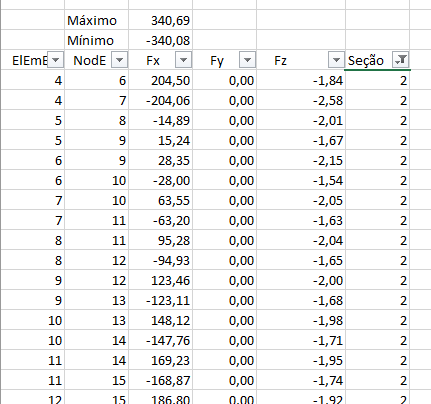 Máximo 340,69
Mínimo -340,08
ElEmE NodE Fx Fy Fz Seção
4 6 204,50 0,00 -1,84 2
4 7 -204,06 0,00 -2,58 2
5 8 -14,89 0,00 -2,01 2
5 9 15,24 0,00 -1,67 2
6 9 28,35 0,00 -2,15 2
6 10 -28,00 0,00 -1,54 2
7 10 63,55 0,00 -2,05 2
7 11 -63,20 0,00 -1,63 2
8 11 95,28 0,00 -2,04 2
8 12 -94,93 0,00 -1,65 2
9 12 123,46 0,00 -2,00 2
9 13 -123,11 0,00 -1,68 2
10 13 148,12 0,00 -1,98 2
10 14 -147,76 0,00 -1,71 2
11 14 169,23 0,00 -1,95 2
11 15 -168,87 0,00 -1,74 2
12 15 186,80 0,00 -1,92 2